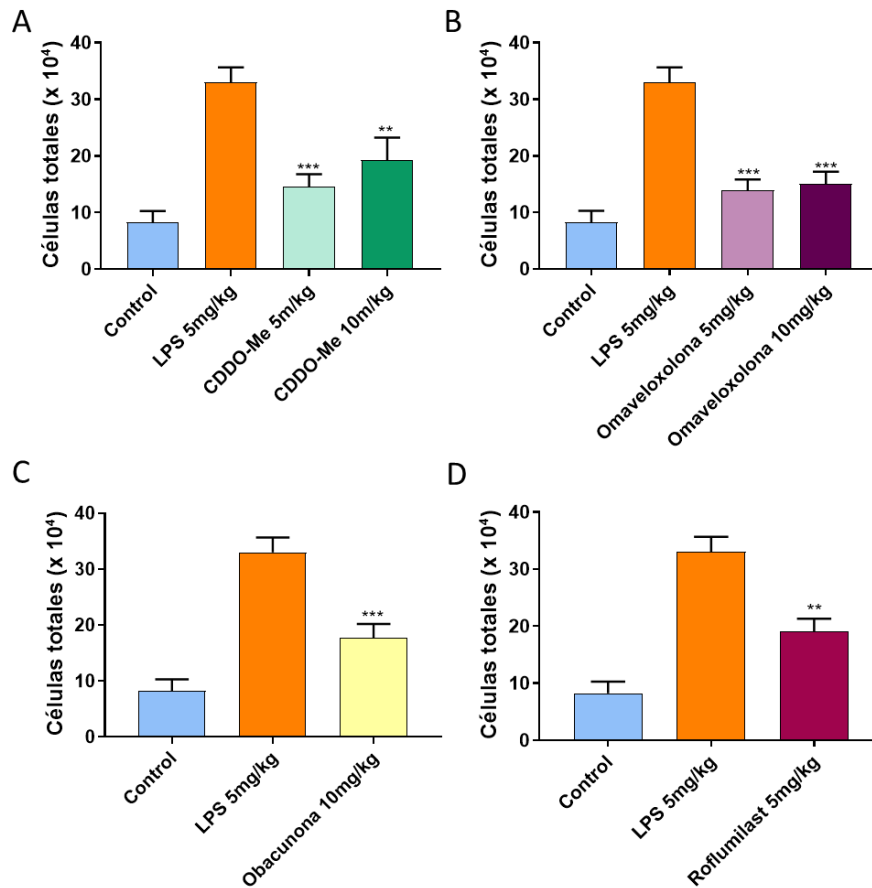 A
Células totales (x 10⁴)
40
30
20
10
0
***
**
Control
LPS 5mg/kg
CDDO-Me 5m/kg
CDDO-Me 10m/kg
B
Células totales (x 10⁴)
40
30
20
10
0
***
***
Control
LPS 5mg/kg
Omaveloxolona 5mg/kg
Omaveloxolona 10mg/kg
C
Células totales (x 10⁴)
40
30
20
10
0
***
Control
LPS 5mg/kg
Obacunona 10mg/kg
D
Células totales (x 10⁴)
40
30
20
10
0
**
Control
LPS 5mg/kg
Roflumilast 5mg/kg